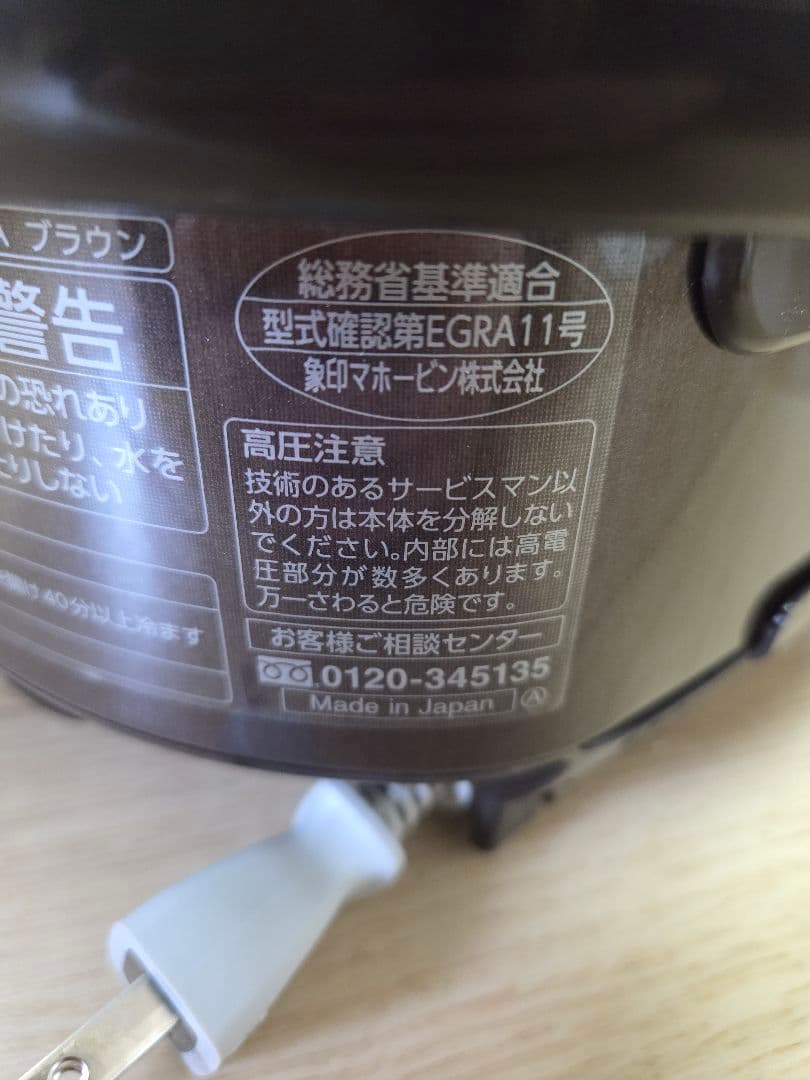 A ブラウン
警告
の恐れあり
けたり、水を
たりしない
40分以上冷ます
総務省基準適合
型式確認第EGRA11号
象印マホービン株式会社
高圧注意
技術のあるサービスマン以
外の方は本体を分解しない
でください。内部には高電
圧部分が数多くあります。
万一さわると危険です。
お客様ご相談センター
0120-345135
Made in Japan Ⓐ